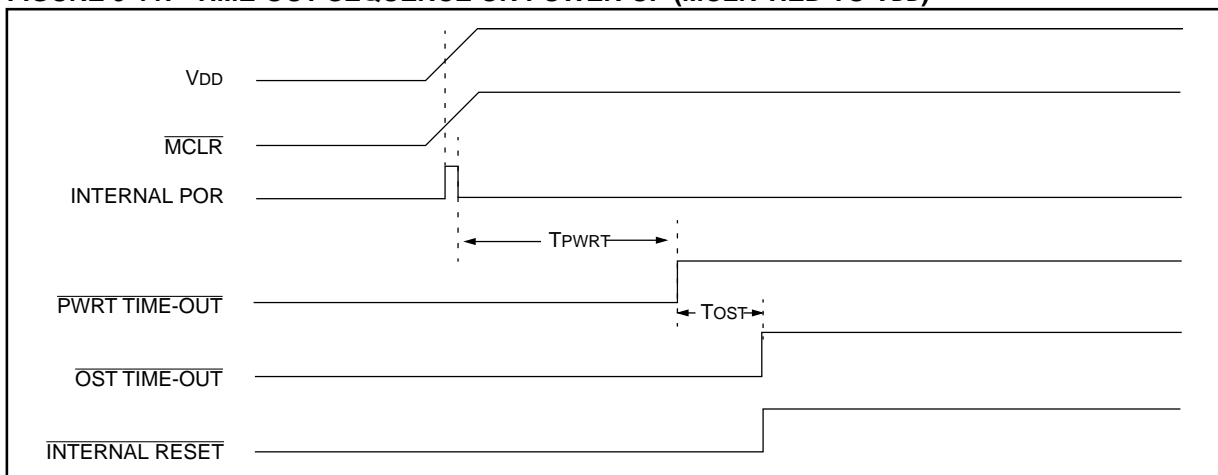 VDD
MCLR
INTERNAL POR
TPWRT
PWRT TIME-OUT
TOST
OST TIME-OUT
INTERNAL RESET